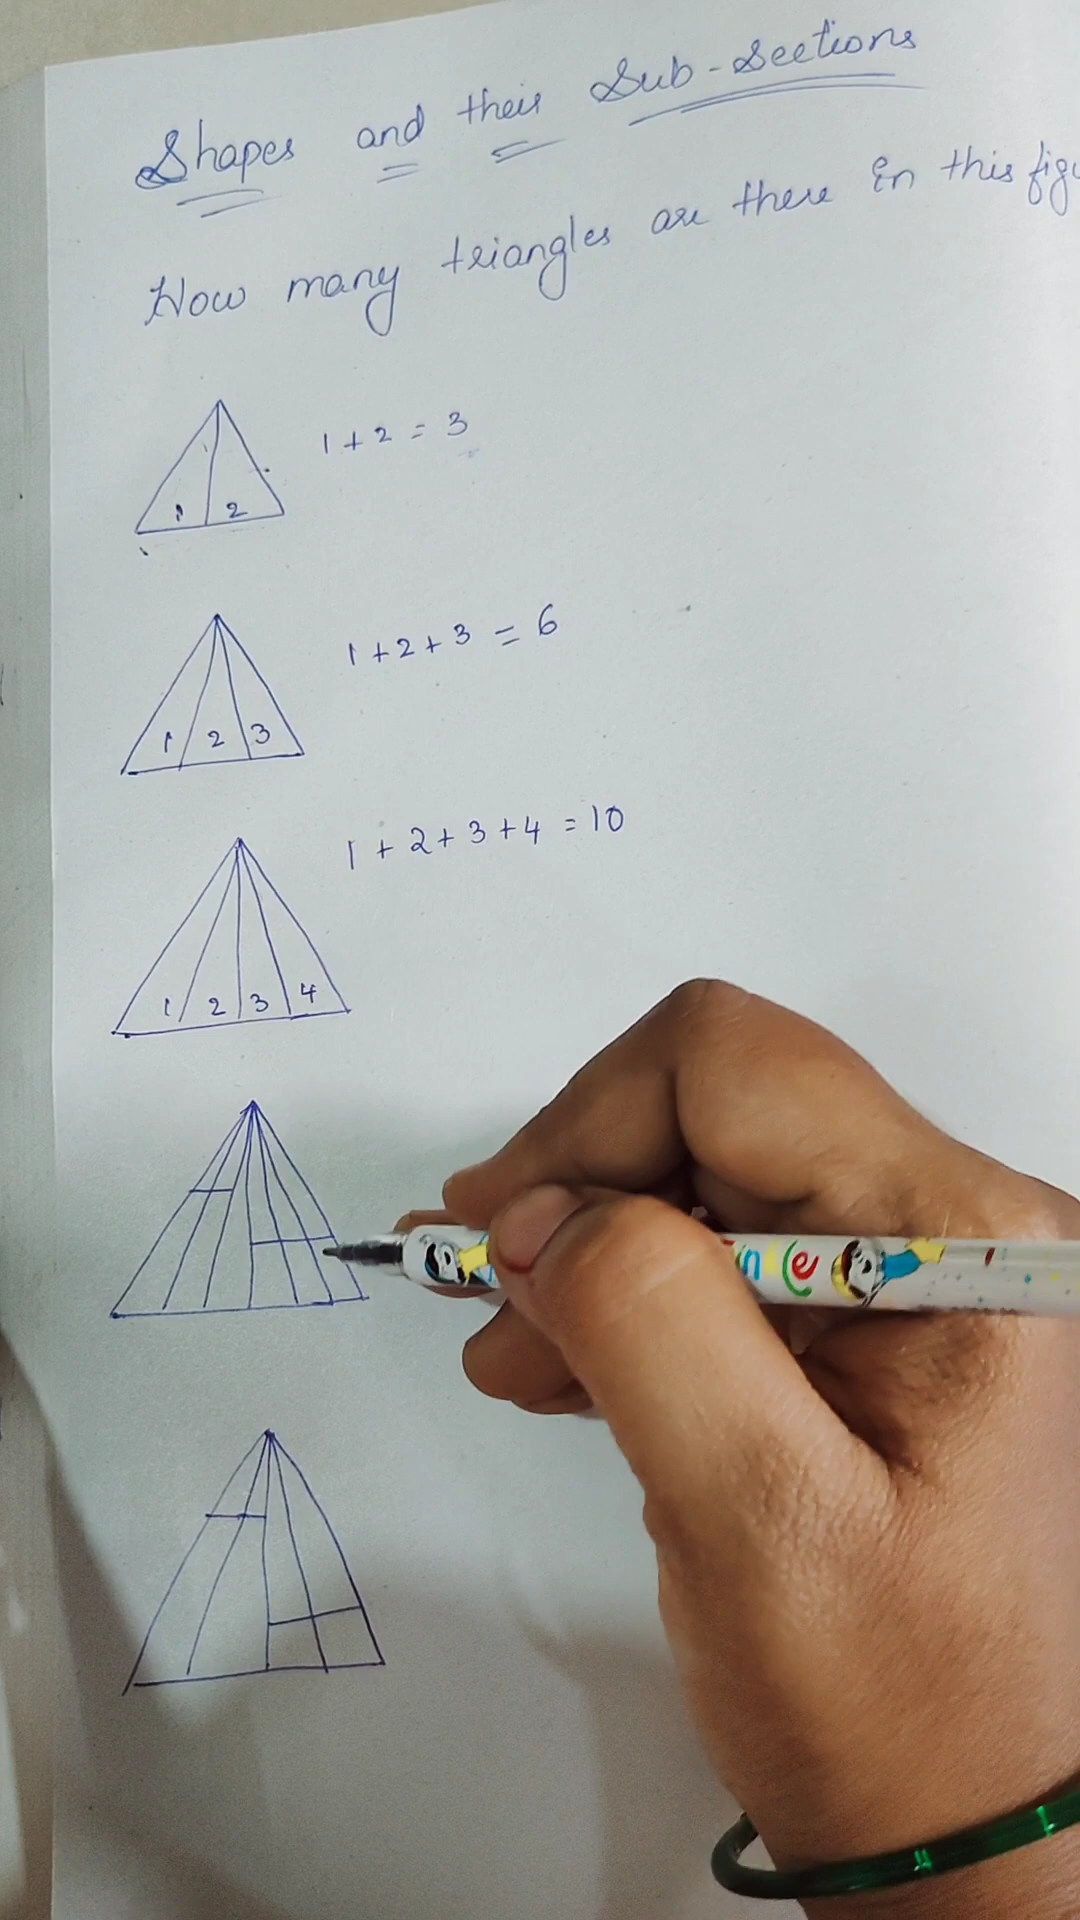 Shapes and their Sub-Sections
How many triangles are there in this
1 2
1 + 2 = 3
1 2 3
1 + 2 + 3 = 6
1 2 3 4
1 + 2 + 3 + 4 = 10